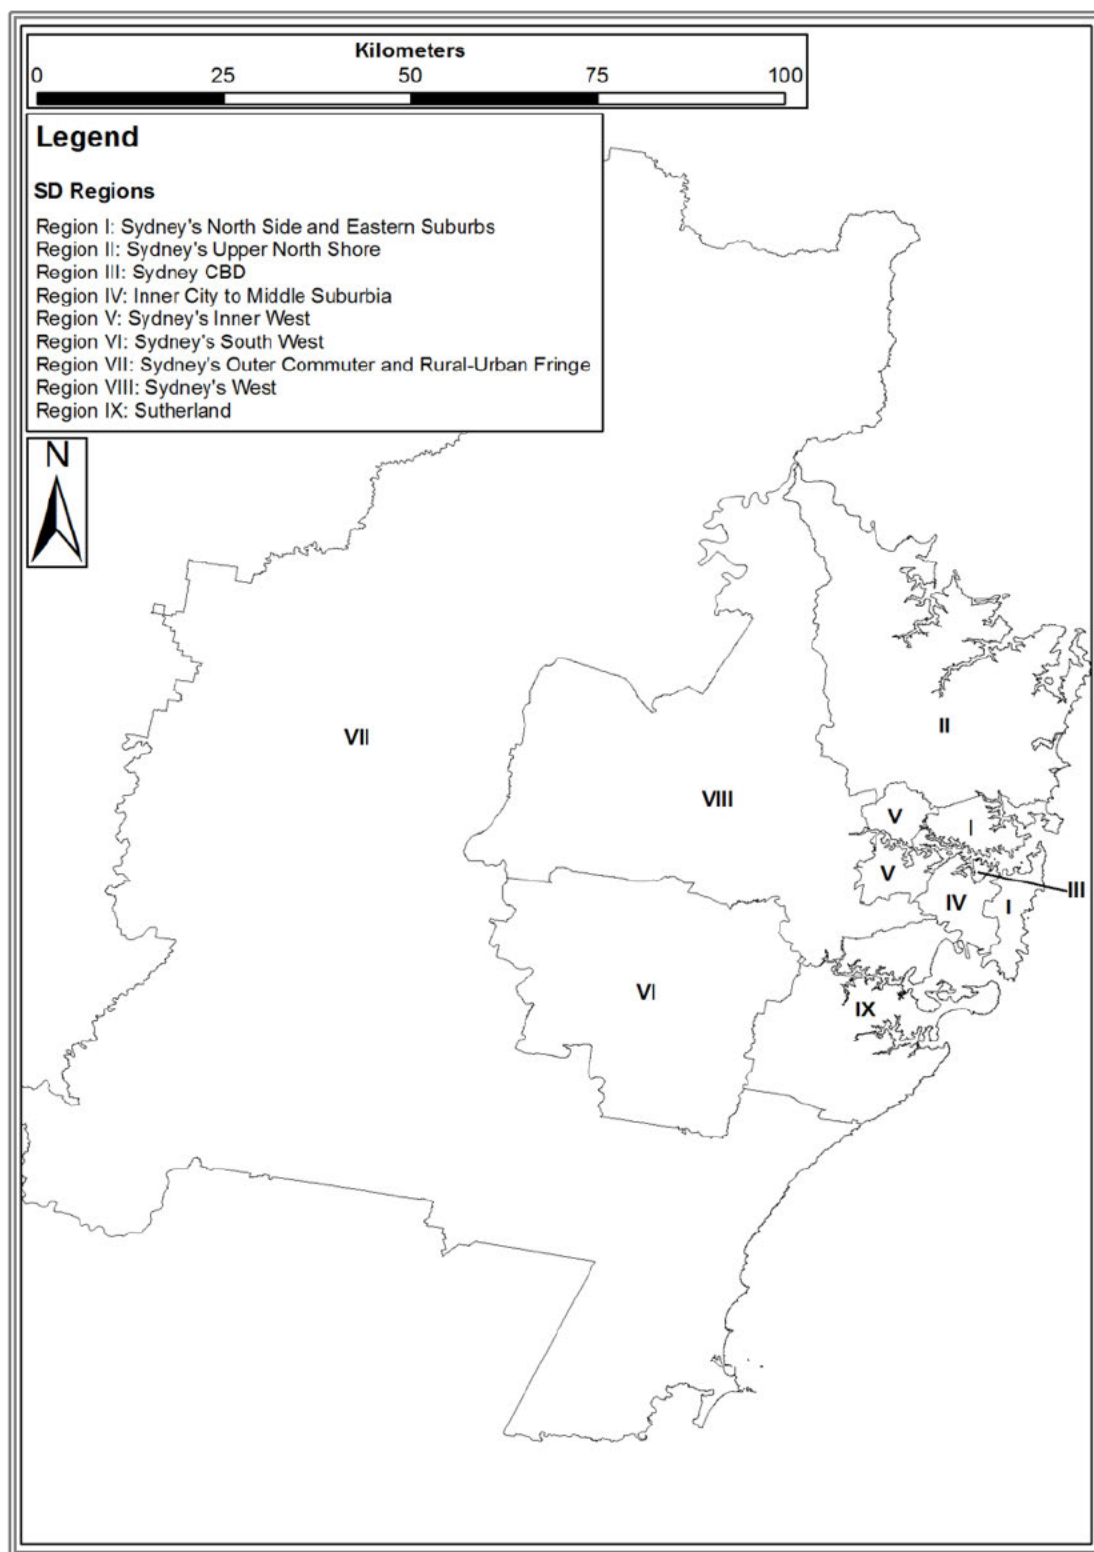 Kilometers
0 25 50 75 100
Legend
SD Regions
Region I: Sydney's North Side and Eastern Suburbs
Region II: Sydney's Upper North Shore
Region III: Sydney CBD
Region IV: Inner City to Middle Suburbia
Region V: Sydney's Inner West
Region VI: Sydney's South West
Region VII: Sydney's Outer Commuter and Rural-Urban Fringe
Region VIII: Sydney's West
Region IX: Sutherland
N
II
VII
VIII
V
I
V
III
IV
I
VI
IX